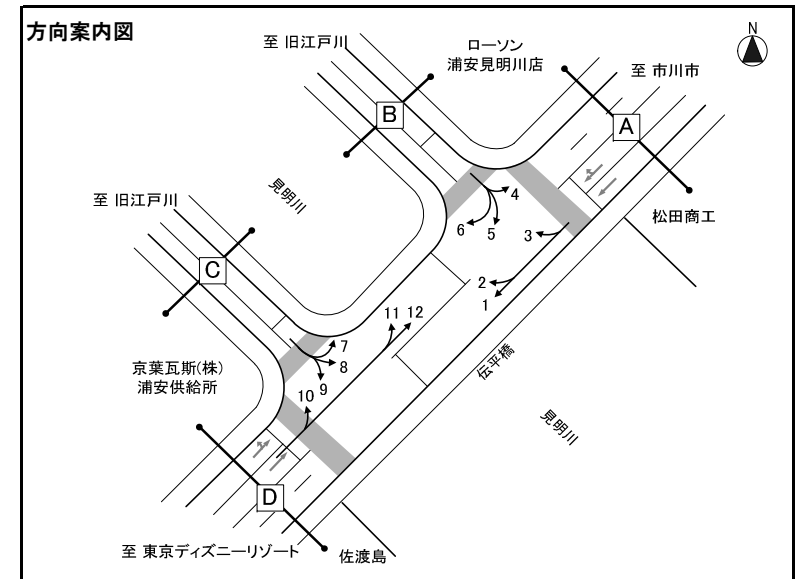 方向案内図
N
至 旧江戸川
ローソン
浦安見明川店
至 市川市
A
B
見明川
4
6
5
3
松田商工
至 旧江戸川
C
2
1
11
12
伝平橋
7
8
9
10
京葉瓦斯(株)
浦安供給所
見明川
D
至 東京ディズニーリゾート
佐渡島